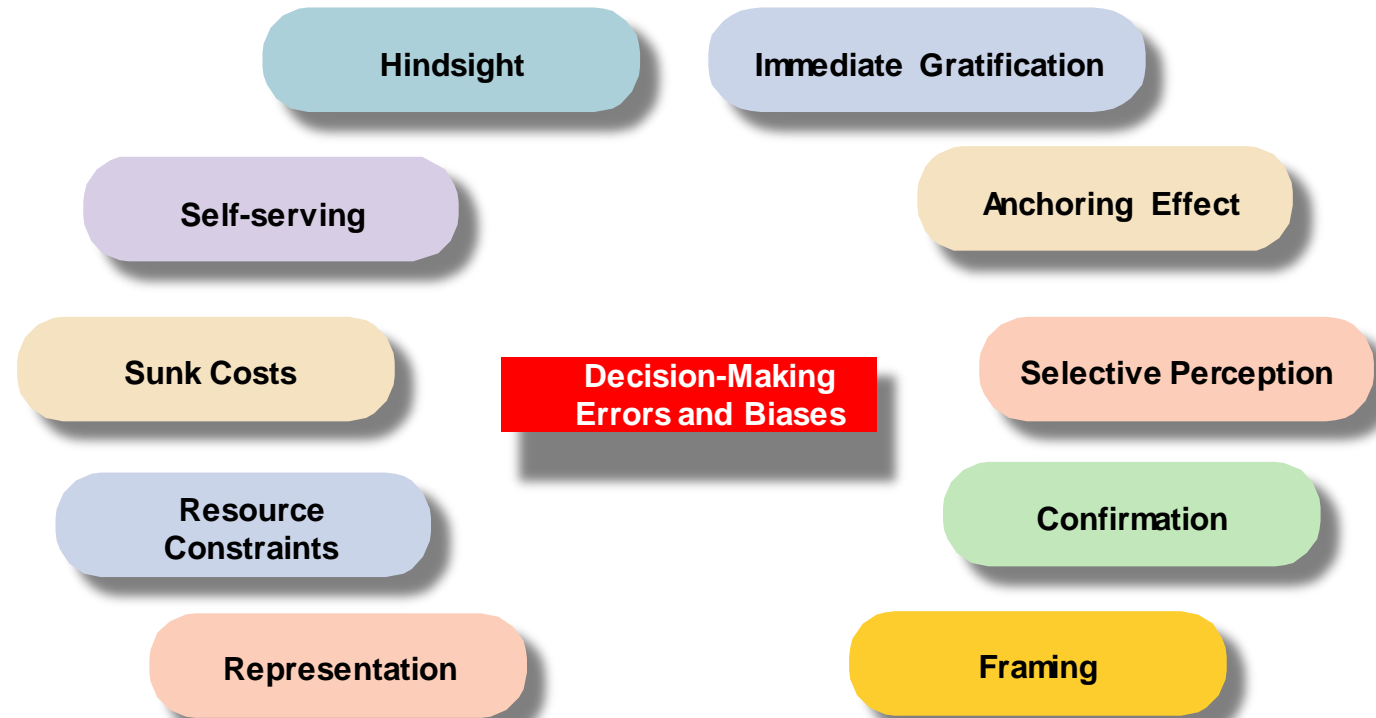 Hindsight
Immediate Gratification
Self-serving
Anchoring Effect
Sunk Costs
Decision-Making
Errors and Biases
Selective Perception
Resource
Constraints
Confirmation
Representation
Framing